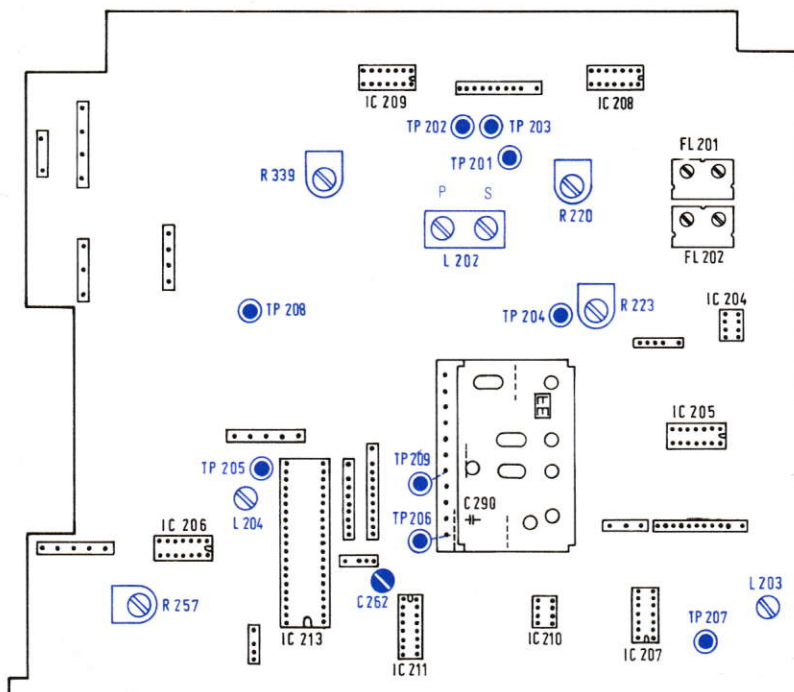 IC 209
IC 208
TP 202
TP 203
TP 201
FL 201
R 339
P S
R 220
L 202
FL 202
TP 208
TP 204
R 223
IC 204
IC 205
TP 205
TP 209
L 204
C 290
IC 206
TP 206
R 257
C 262
L 203
IC 213
IC 211
IC 210
IC 207
TP 207